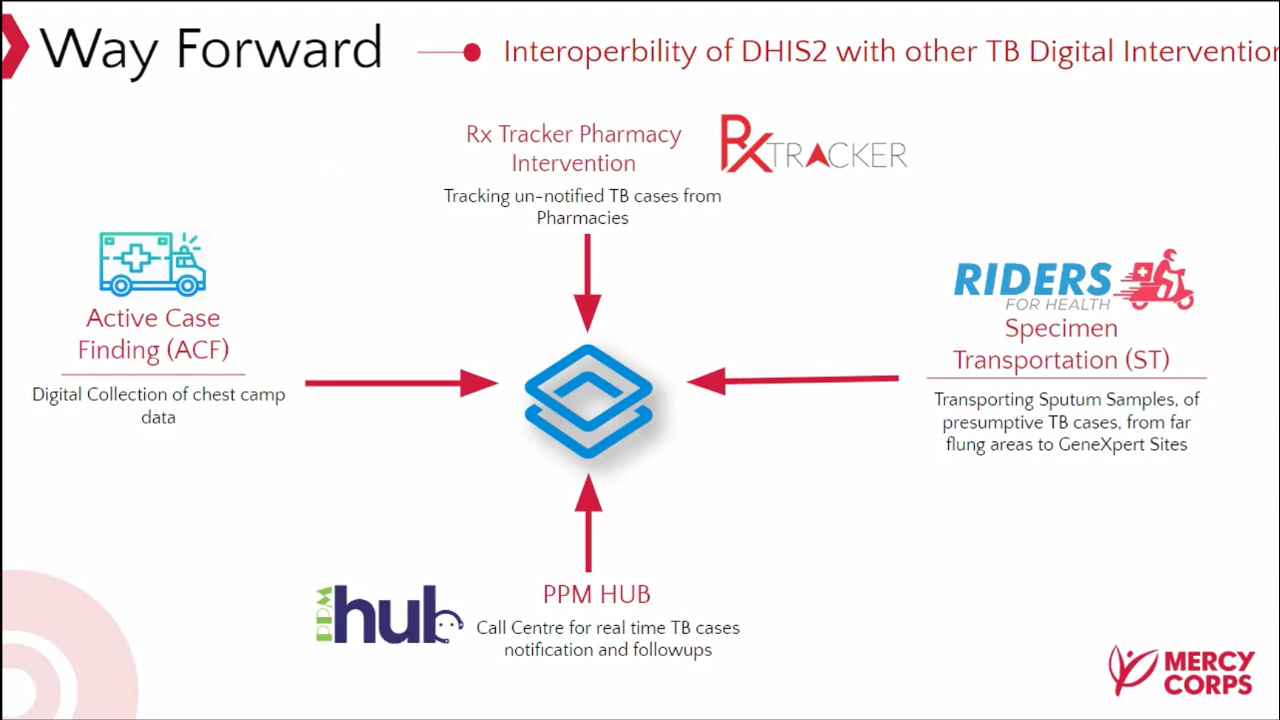 Way Forward
Interoperbility of DHIS2 with other TB Digital Intervention
Rx Tracker Pharmacy
Intervention
RXTRACKER
Tracking un-notified TB cases from
Pharmacies
Active Case
Finding (ACF)
Digital Collection of chest camp
data
RIDERS
FOR HEALTH
Specimen
Transportation (ST)
Transporting Sputum Samples, of
presumptive TB cases, from far
flung areas to GeneXpert Sites
PPM hub
PPM HUB
Call Centre for real time TB cases
notification and followups
MERCY
CORPS